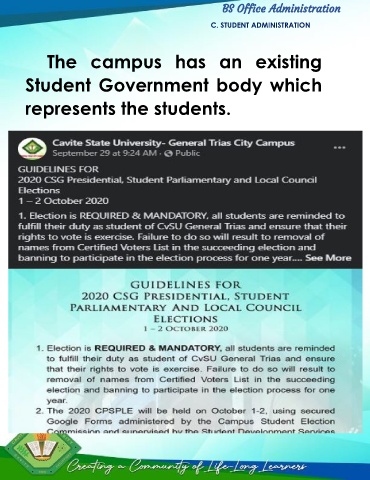 BS Office Administration
C. STUDENT ADMINISTRATION
The campus has an existing
Student Government body which
represents the students.
Cavite State University- General Trias City Campus
September 29 at 9:24 AM · Public
GUIDELINES FOR
2020 CSG Presidential, Student Parliamentary and Local Council
Elections
1 – 2 October 2020
1. Election is REQUIRED & MANDATORY, all students are reminded to
fulfill their duty as student of CvSU General Trias and ensure that their
rights to vote is exercise. Failure to do so will result to removal of
names from Certified Voters List in the succeeding election and
banning to participate in the election process for one year.... See More
GUIDELINES FOR
2020 CSG PRESIDENTIAL, STUDENT
PARLIAMENTARY AND LOCAL COUNCIL
ELECTIONS
1 – 2 OCTOBER 2020
1. Election is REQUIRED & MANDATORY, all students are reminded
to fulfill their duty as student of CvSU General Trias and ensure
that their rights to vote is exercise. Failure to do so will result to
removal of names from Certified Voters List in the succeeding
election and banning to participate in the election process for one
year.
2. The 2020 CPSPLE will be held on October 1-2, using secured
Google Forms administered by the Campus Student Election
Commission and supervised by the Student Development Services
Creating a Community of Life-Long Learners